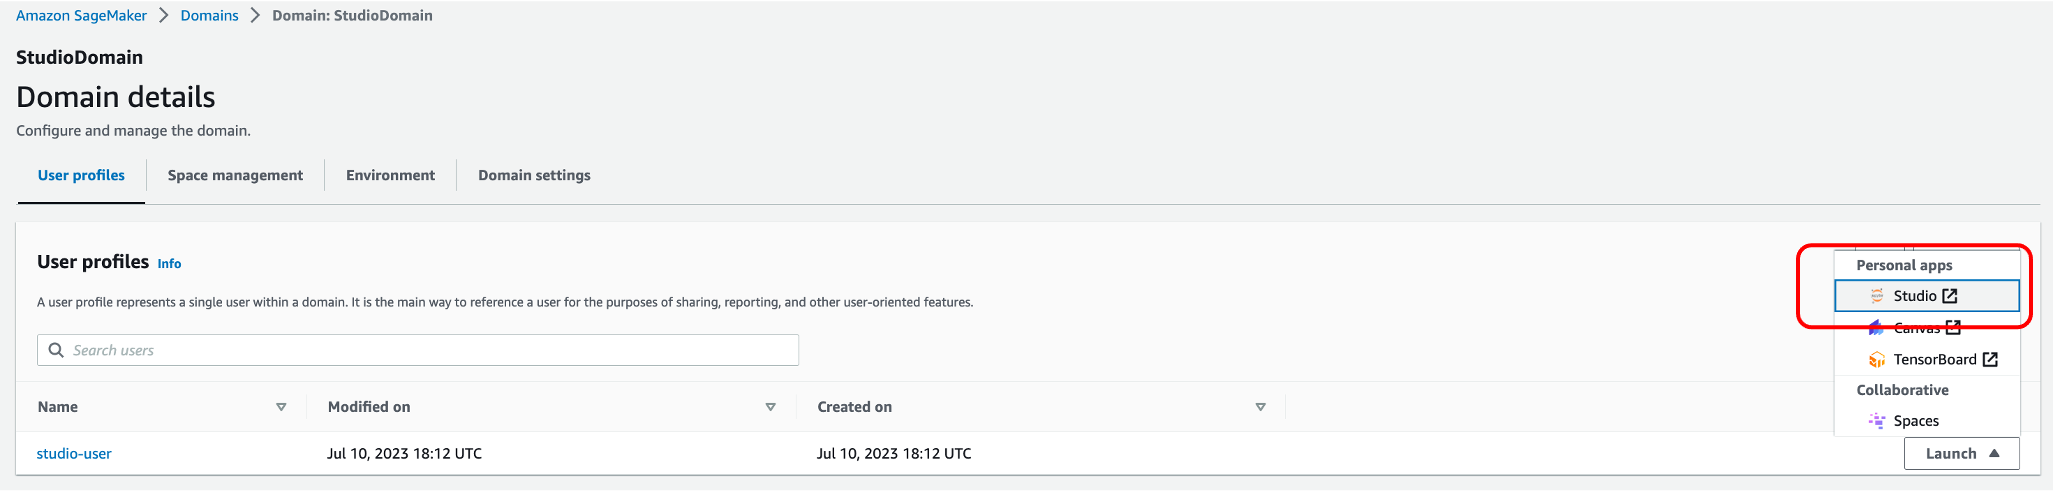 Amazon SageMaker > Domains > Domain: StudioDomain
StudioDomain
Domain details
Configure and manage the domain.
User profiles Space management Environment Domain settings
User profiles Info
A user profile represents a single user within a domain. It is the main way to reference a user for the purposes of sharing, reporting, and other user-oriented features.
Search users
Personal apps
Studio
Canvas
TensorBoard
Collaborative
Spaces
Name Modified on Created on
studio-user Jul 10, 2023 18:12 UTC Jul 10, 2023 18:12 UTC Launch